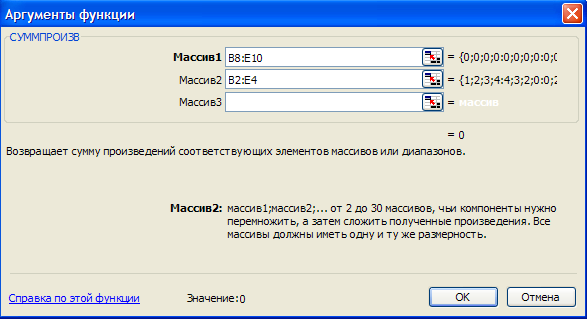 Аргументы функции
СУММПРОИЗВ
Массив1 B8:E10 = {0;0;0;0:0;0;0;0:0;0
Массив2 B2:E4 = {1;2;3;4:4;3;2;0:0;2
Массив3 = массив
= 0
Возвращает сумму произведений соответствующих элементов массивов или диапазонов.
Массив2: массив1;массив2;... от 2 до 30 массивов, чьи компоненты нужно
перемножить, а затем сложить полученные произведения. Все
массивы должны иметь одну и ту же размерность.
Справка по этой функции Значение:0 OK Отмена